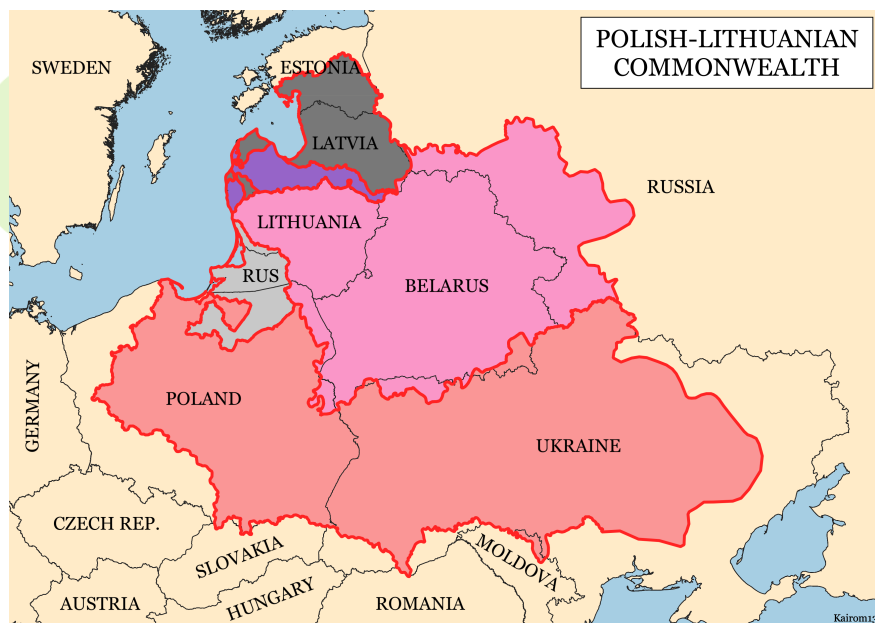 POLISH-LITHUANIAN
COMMONWEALTH
SWEDEN
ESTONIA
LATVIA
RUSSIA
LITHUANIA
RUS
BELARUS
POLAND
GERMANY
UKRAINE
CZECH REP.
SLOVAKIA
MOLDOVA
AUSTRIA
HUNGARY
ROMANIA